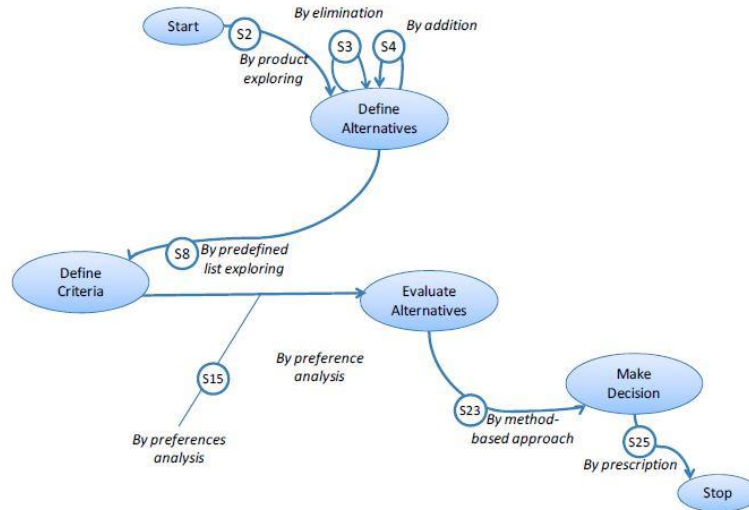 Start
S2
By elimination
S3
By addition
S4
By product
exploring
Define
Alternatives
S8
By predefined
list exploring
Define
Criteria
Evaluate
Alternatives
S15
By preference
analysis
By preferences
analysis
S23
By method-
based approach
Make
Decision
S25
By prescription
Stop